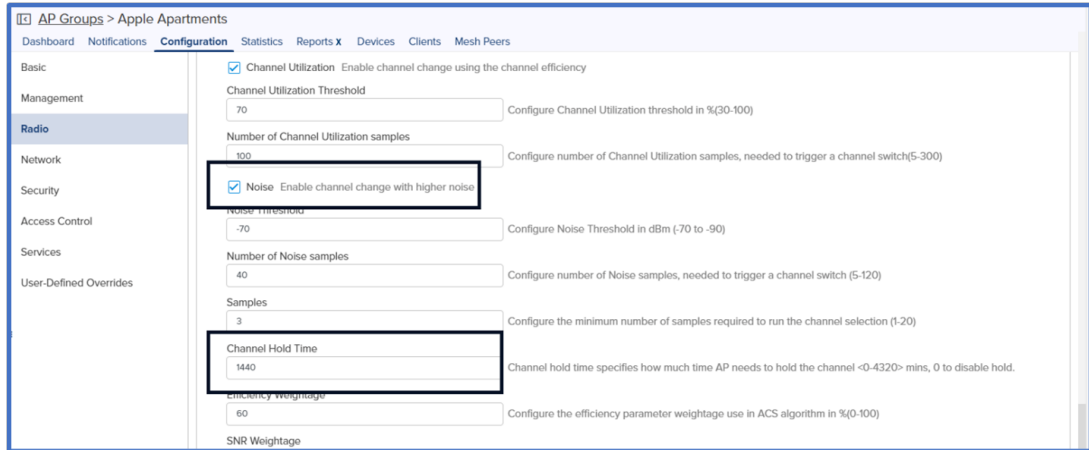 AP Groups > Apple Apartments
Dashboard Notifications Configuration Statistics Reports X Devices Clients Mesh Peers
Basic
Management
Radio
Network
Security
Access Control
Services
User-Defined Overrides
Channel Utilization Enable channel change using the channel efficiency
Channel Utilization Threshold
70 Configure Channel Utilization threshold in %(30-100)
Number of Channel Utilization samples
100 Configure number of Channel Utilization samples, needed to trigger a channel switch(5-300)
Noise Enable channel change with higher noise
Noise Threshold
-70 Configure Noise Threshold in dBm (-70 to -90)
Number of Noise samples
40 Configure number of Noise samples, needed to trigger a channel switch (5-120)
Samples
3 Configure the minimum number of samples required to run the channel selection (1-20)
Channel Hold Time
1440 Channel hold time specifies how much time AP needs to hold the channel <0-4320> mins, 0 to disable hold.
Efficiency Weightage
60 Configure the efficiency parameter weightage use in ACS algorithm in %(0-100)
SNR Weightage